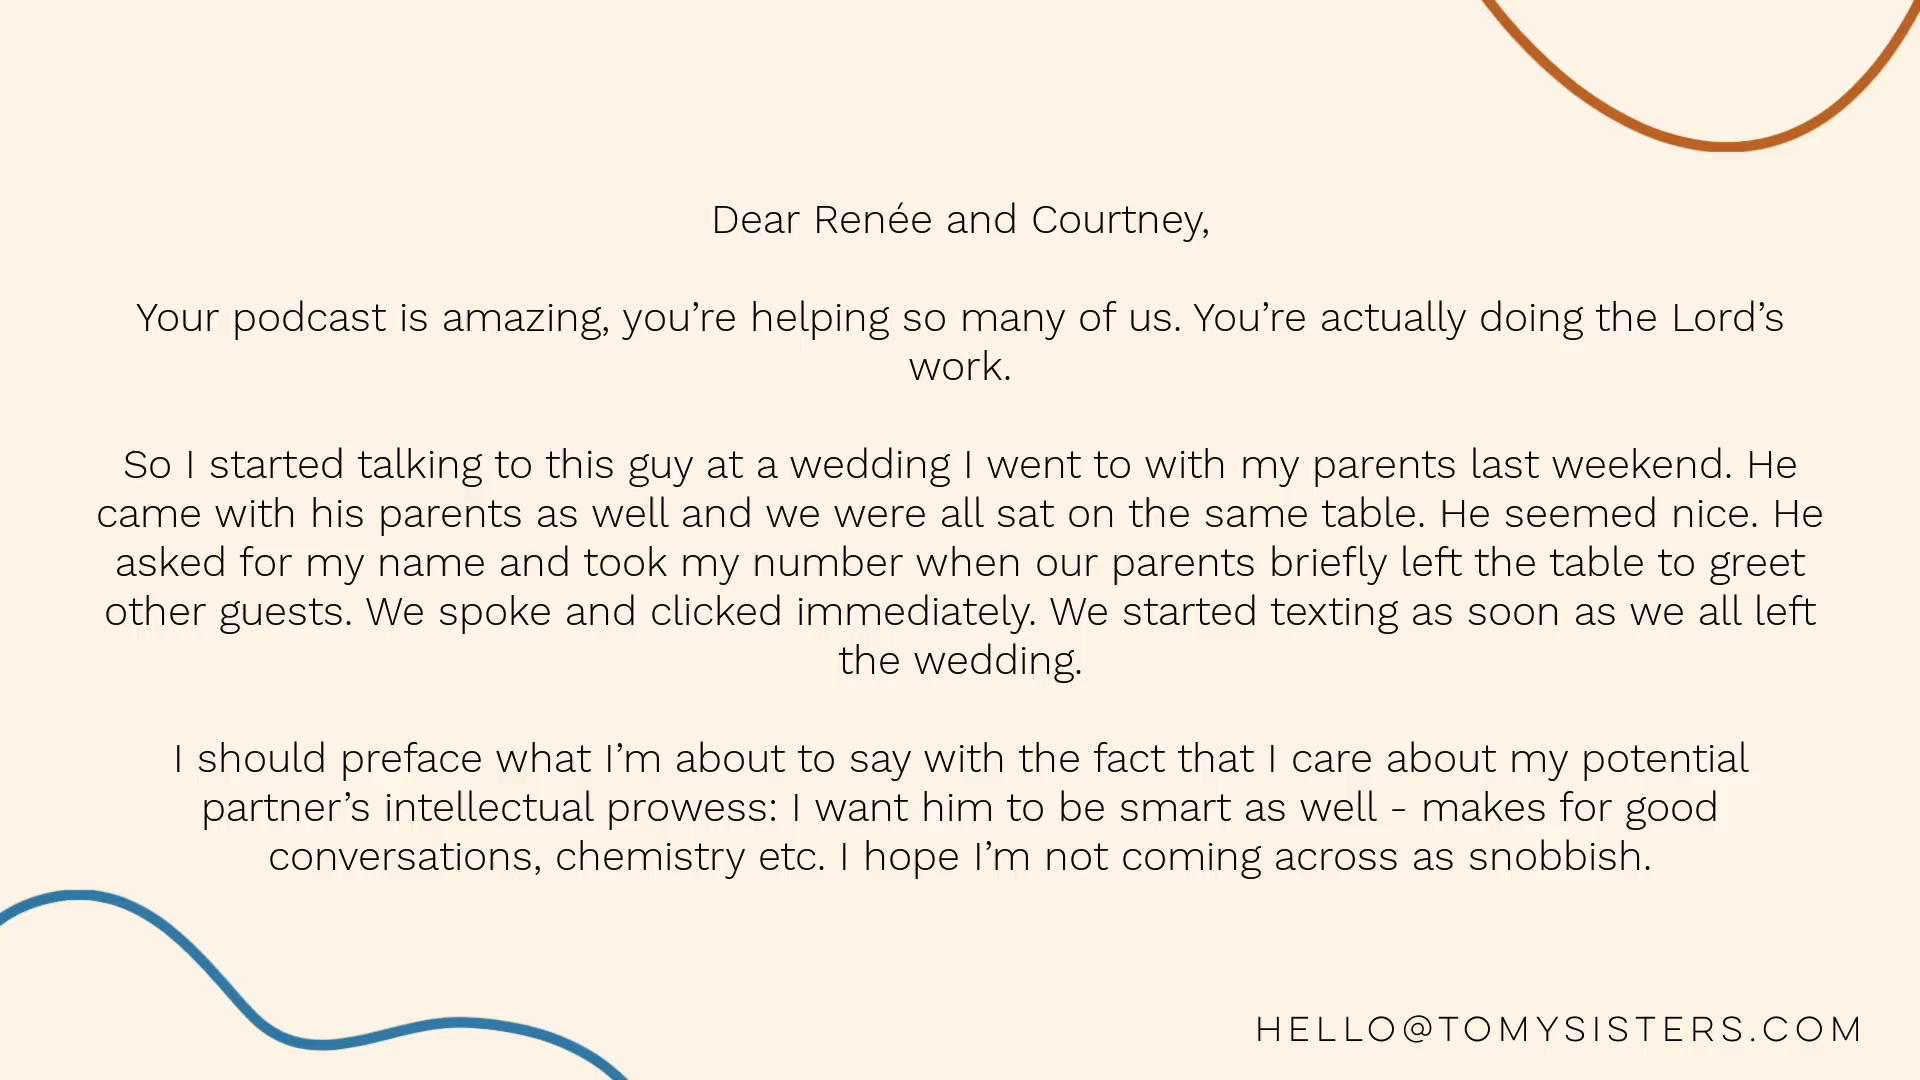 Dear Renée and Courtney,
Your podcast is amazing, you’re helping so many of us. You’re actually doing the Lord’s
work.
So I started talking to this guy at a wedding I went to with my parents last weekend. He
came with his parents as well and we were all sat on the same table. He seemed nice. He
asked for my name and took my number when our parents briefly left the table to greet
other guests. We spoke and clicked immediately. We started texting as soon as we all left
the wedding.
I should preface what I’m about to say with the fact that I care about my potential
partner’s intellectual prowess: I want him to be smart as well - makes for good
conversations, chemistry etc. I hope I’m not coming across as snobbish.
HELLO@TOMYSISTERS.COM